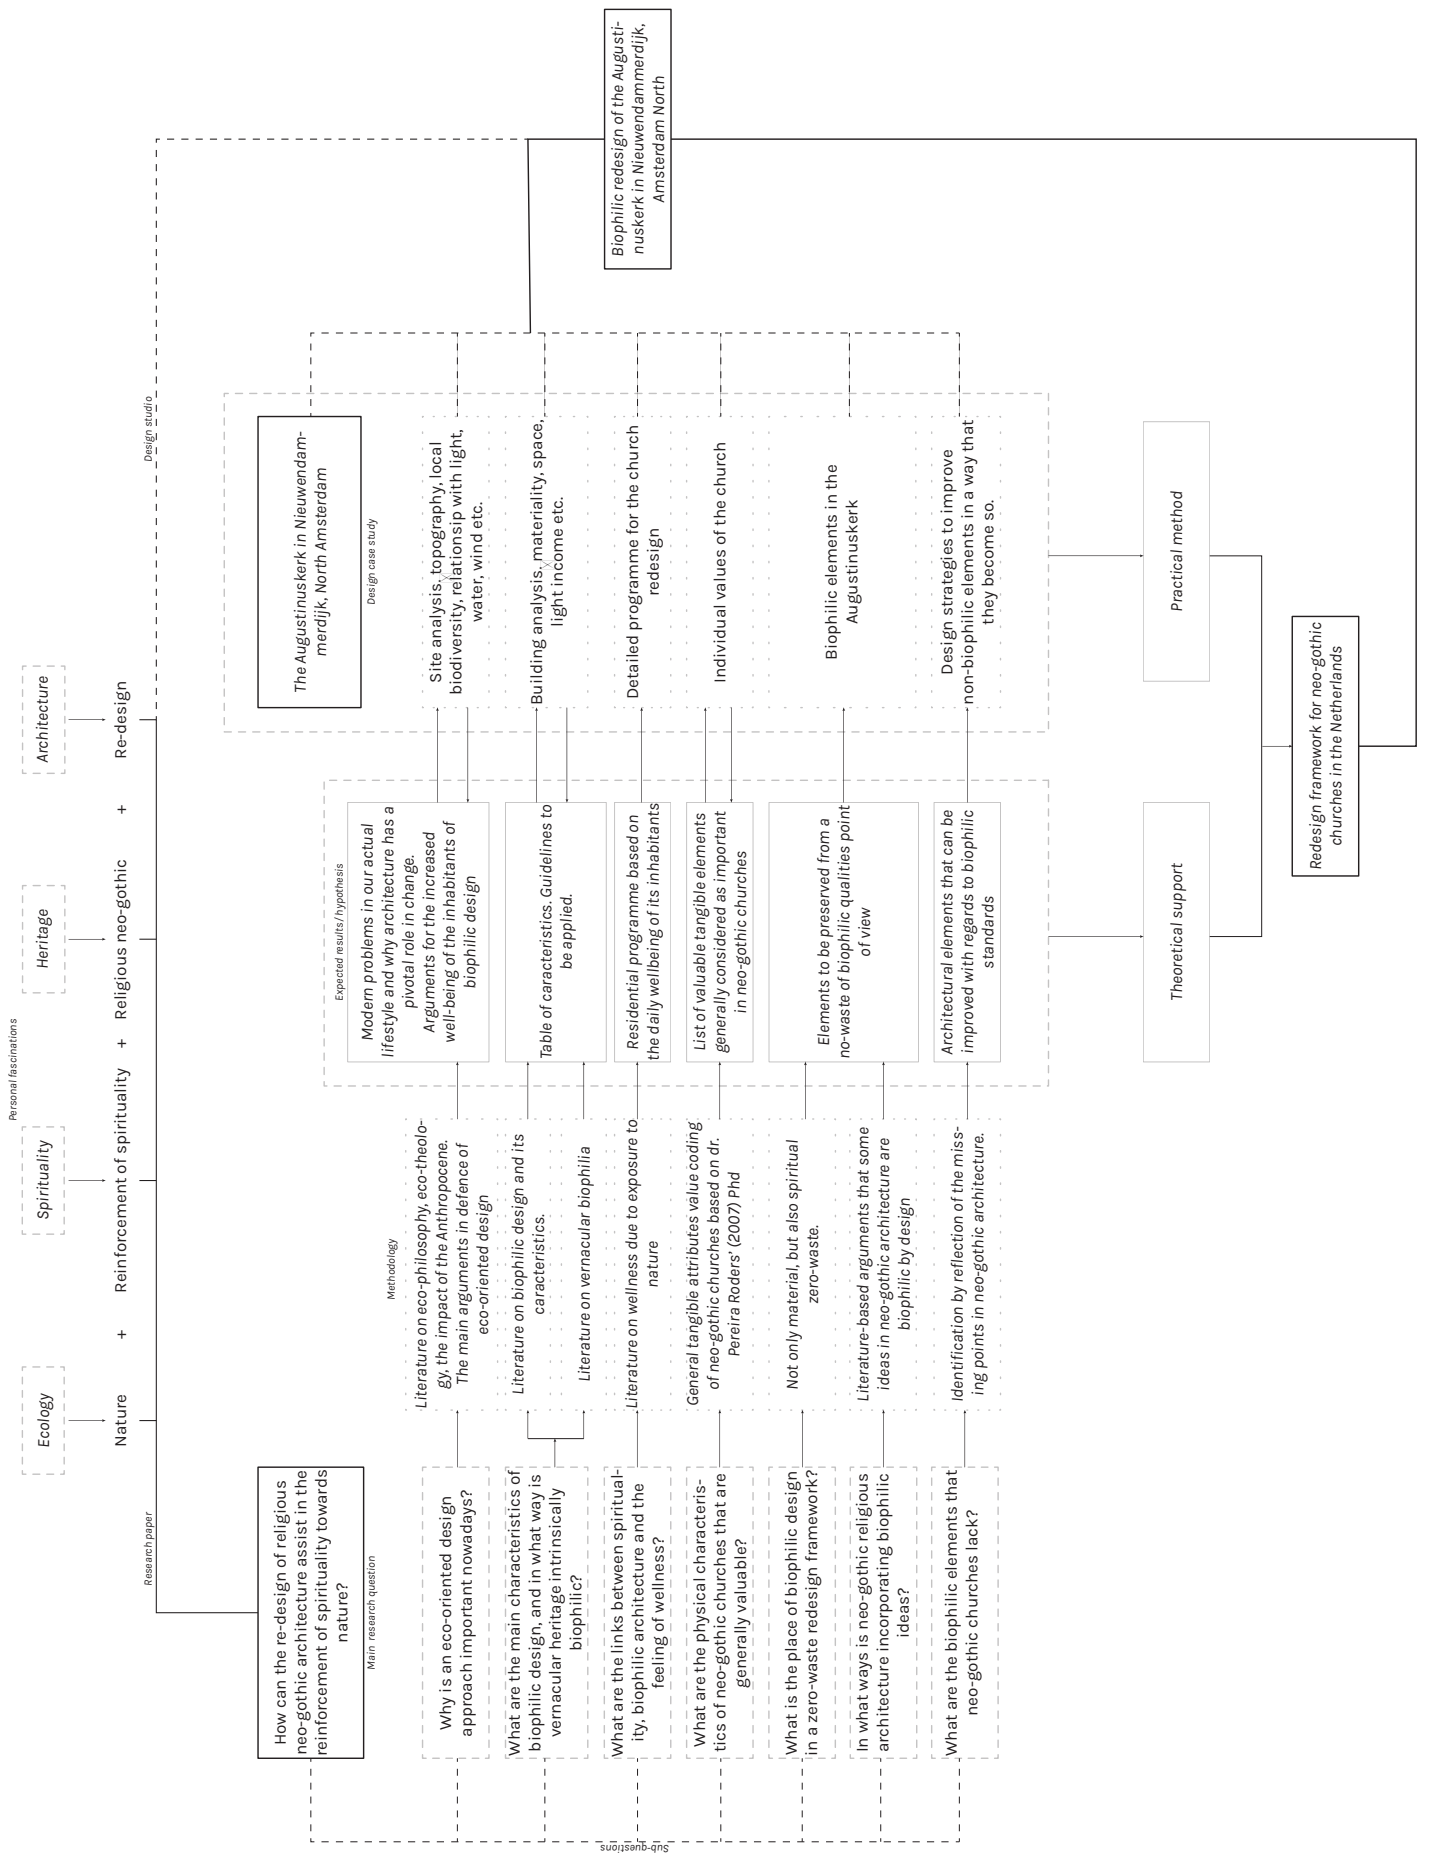 Personal fascinations
Ecology
Spirituality
Heritage
Architecture
Nature + Reinforcement of spirituality + Religious neo-gothic + Re-design
Research paper
Design studio
How can the re-design of religious
neo-gothic architecture assist in the
reinforcement of spirituality towards
nature?
Main research question
The Augustinuskerk in Nieuwendam-
merdijk, North Amsterdam
Design case study
Sub-questions
Methodology
Expected results/hypothesis
Why is an eco-oriented design
approach important nowadays?
Literature on eco-philosophy, eco-theolo-
gy, the impact of the Anthropocene.
The main arguments in defence of
eco-oriented design
Modern problems in our actual
lifestyle and why architecture has a
pivotal role in change.
Arguments for the increased
well-being of the inhabitants of
biophilic design
Site analysis, topography, local
biodiversity, relationsip with light,
water, wind etc.
What are the main characteristics of
biophilic design, and in what way is
vernacular heritage intrinsically
biophilic?
Literature on biophilic design and its
characteristics.
Literature on vernacular biophilia
Table of caracteristics. Guidelines to
be applied.
Building analysis, materiality, space,
light income etc.
What are the links between spiritual-
ity, biophilic architecture and the
feeling of wellness?
Literature on wellness due to exposure to
nature
Residential programme based on
the daily wellbeing of its inhabitants
Detailed programme for the church
redesign
What are the physical characteris-
tics of neo-gothic churches that are
generally valuable?
General tangible attributes value coding
of neo-gothic churches based on dr.
Pereira Roders' (2007) Phd
List of valuable tangible elements
generally considered as important
in neo-gothic churches
Individual values of the church
What is the place of biophilic design
in a zero-waste redesign framework?
Not only material, but also spiritual
zero-waste.
In what ways is neo-gothic religious
architecture incorporating biophilic
ideas?
Literature-based arguments that some
ideas in neo-gothic architecture are
biophilic by design
Elements to be preserved from a
no-waste of biophilic qualities point
of view
Biophilic elements in the
Augustinuskerk
What are the biophilic elements that
neo-gothic churches lack?
Identification by reflection of the miss-
ing points in neo-gothic architecture.
Architectural elements that can be
improved with regards to biophilic
standards
Design strategies to improve
non-biophilic elements in a way that
they become so.
Biophilic redesign of the Augusti-
nuskerk in Nieuwendammerdijk,
Amsterdam North
Theoretical support
Practical method
Redesign framework for neo-gothic
churches in the Netherlands